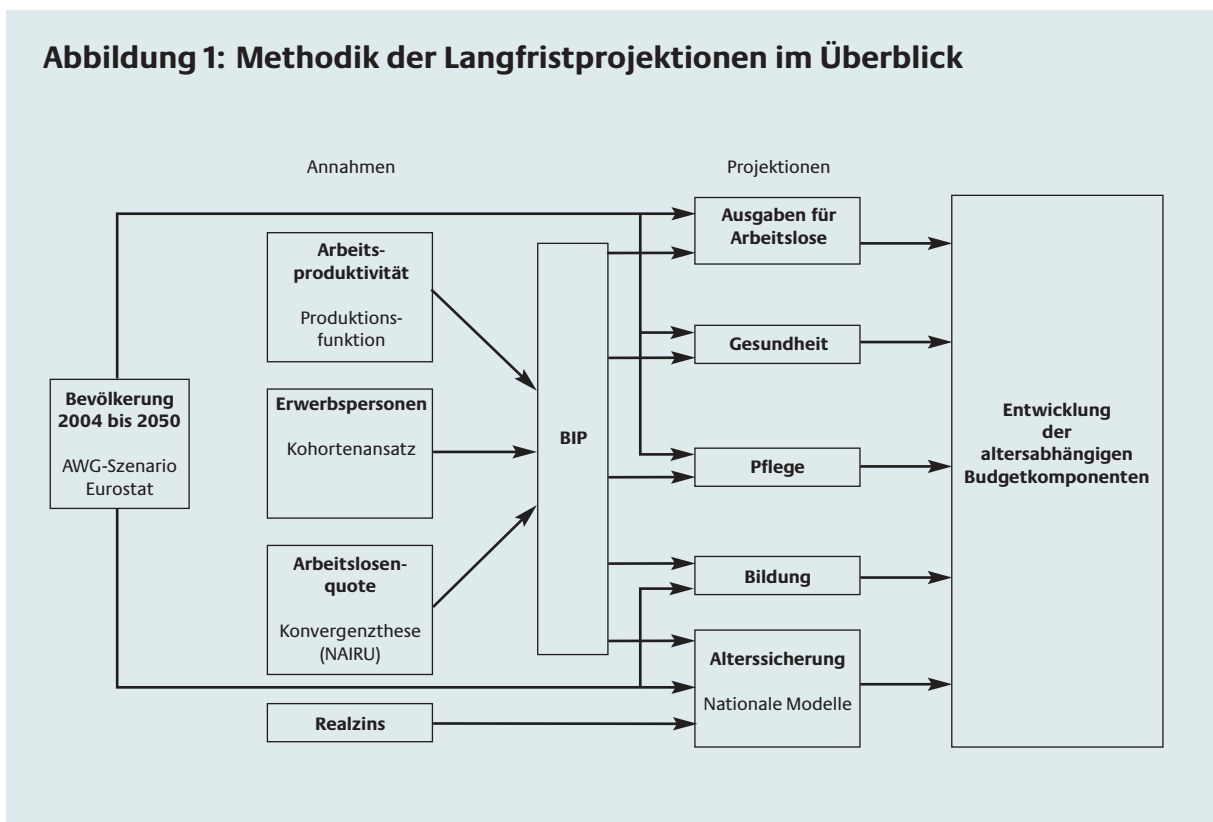 Abbildung 1: Methodik der Langfristprojektionen im Überblick
Annahmen
Projektionen
Bevölkerung
2004 bis 2050
AWG-Szenario
Eurostat
Arbeits-
produktivität
Produktions-
funktion
Erwerbspersonen
Kohortenansatz
Arbeitslosen-
quote
Konvergenzthese
(NAIRU)
Realzins
BIP
Ausgaben für
Arbeitslose
Gesundheit
Pflege
Bildung
Alterssicherung
Nationale Modelle
Entwicklung
der
altersabhängigen
Budgetkomponenten